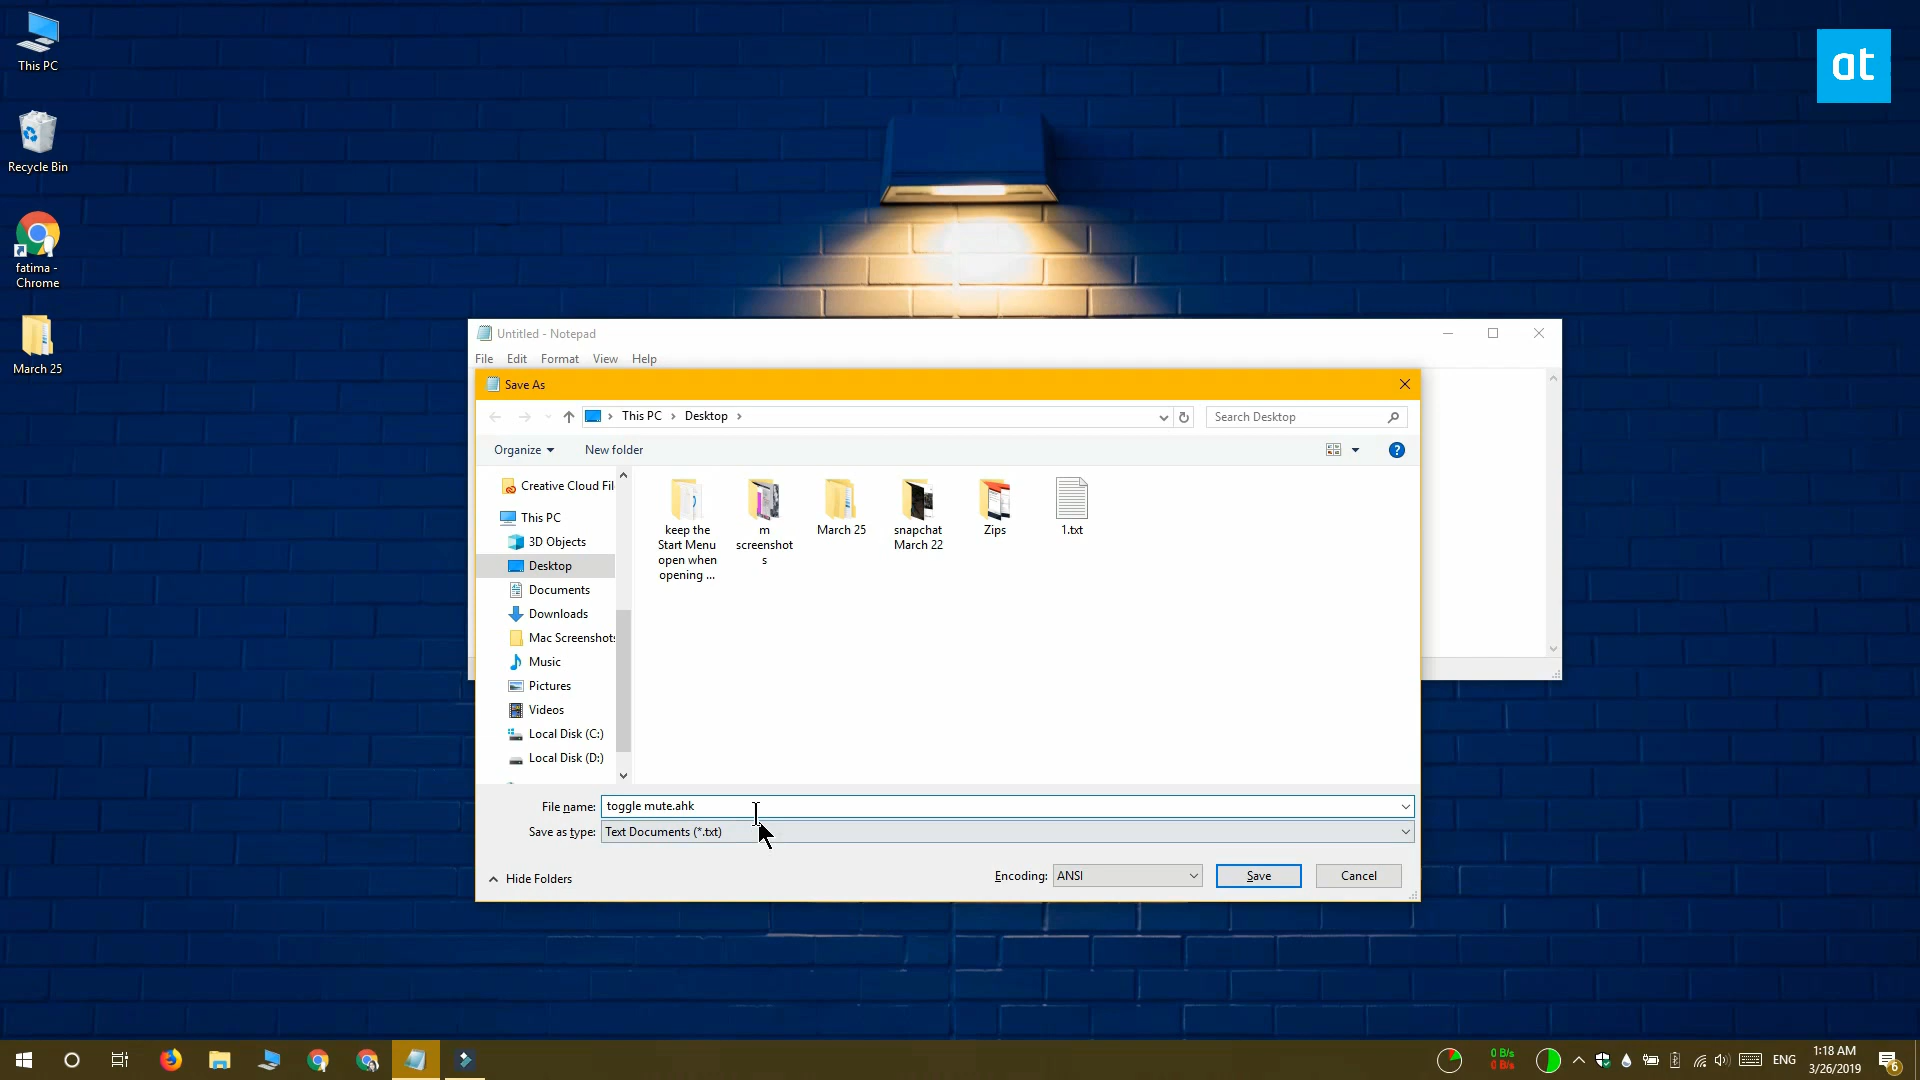 This PC
Recycle Bin
fatima -
Chrome
March 25
at
Untitled - Notepad
File Edit Format View Help
Save As
This PC Desktop
Search Desktop
Organize New folder
?
Creative Cloud Fil
This PC
3D Objects
Desktop
Documents
Downloads
Mac Screenshots
Music
Pictures
Videos
Local Disk (C:)
Local Disk (D:)
keep the
Start Menu
open when
opening ...
m
screenshot
s
March 25
snapchat
March 22
Zips
1.txt
File name: toggle mute.ahk
Save as type: Text Documents (*.txt)
Hide Folders
Encoding: ANSI
Save
Cancel
0 B/s
0 B/s
ENG
1:18 AM
3/26/2019
6